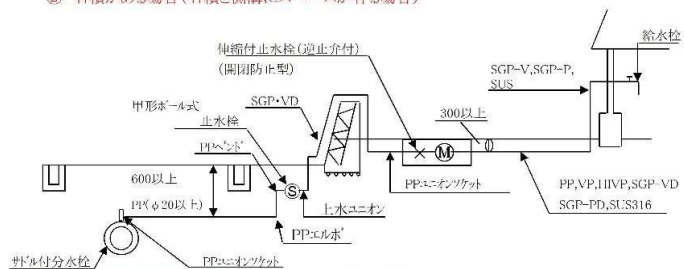 給水栓
伸縮付止水栓(逆止弁付)
(開閉防止型)
SGP-V,SGP-P,
SUS
甲形ボール式
SGP・VD
止水栓
300以上
PPベンド
600以上
PPユニオンソケット
PP,VP,HIVP,SGP-VD
SGP-PD,SUS316
PP(φ20以上)
上水ユニオン
PPエルボ
サドル付分水栓
PPユニオンソケット
S
M